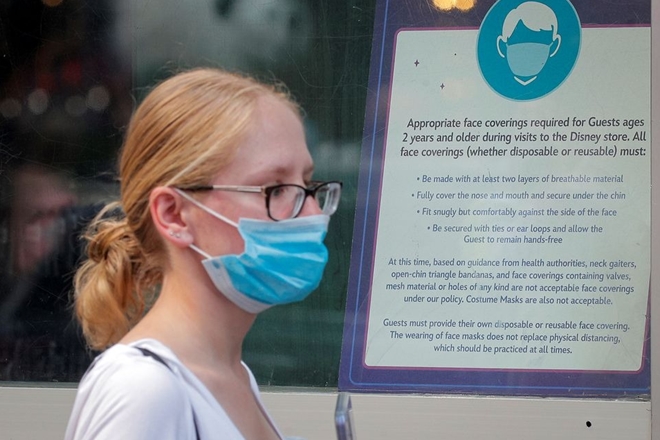 Appropriate face coverings required for Guests ages
2 years and older during visits to the Disney store. All
face coverings (whether disposable or reusable) must:
• Be made with at least two layers of breathable material
• Fully cover the nose and mouth and secure under the chin
• Fit snugly but comfortably against the side of the face
• Be secured with ties or ear loops and allow the
Guest to remain hands-free
At this time, based on guidance from health authorities, neck gaiters,
open-chin triangle bandanas, and face coverings containing valves,
mesh material or holes of any kind are not acceptable face coverings
under our policy. Costume Masks are also not acceptable.
Guests must provide their own disposable or reusable face covering.
The wearing of face masks does not replace physical distancing,
which should be practiced at all times.